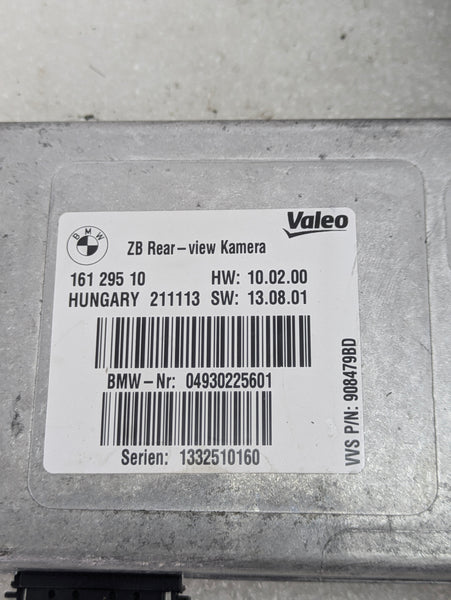 BMW
Valeo
ZB Rear-view Kamera
161 295 10 HW: 10.02.00
HUNGARY 211113 SW: 13.08.01
BMW-Nr: 04930225601
Serien: 1332510160
VVS P/N: 908479BD